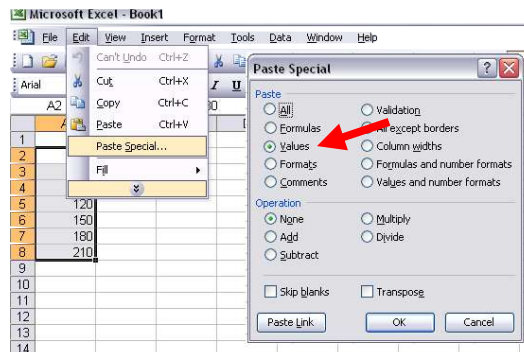 Microsoft Excel - Book1
File Edit View Insert Format Tools Data Window Help
Can't Undo Ctrl+Z
Cut Ctrl+X
Copy Ctrl+C
Paste Ctrl+V
Paste Special...
Fill
Arial
I U
A2
1
2
3
4
5 120
6 150
7 180
8 210
9
10
11
12
13
14
Paste Special
Paste
All Validation
Formulas All except borders
Values Column widths
Formats Formulas and number formats
Comments Values and number formats
Operation
None Multiply
Add Divide
Subtract
Skip blanks Transpose
Paste Link OK Cancel